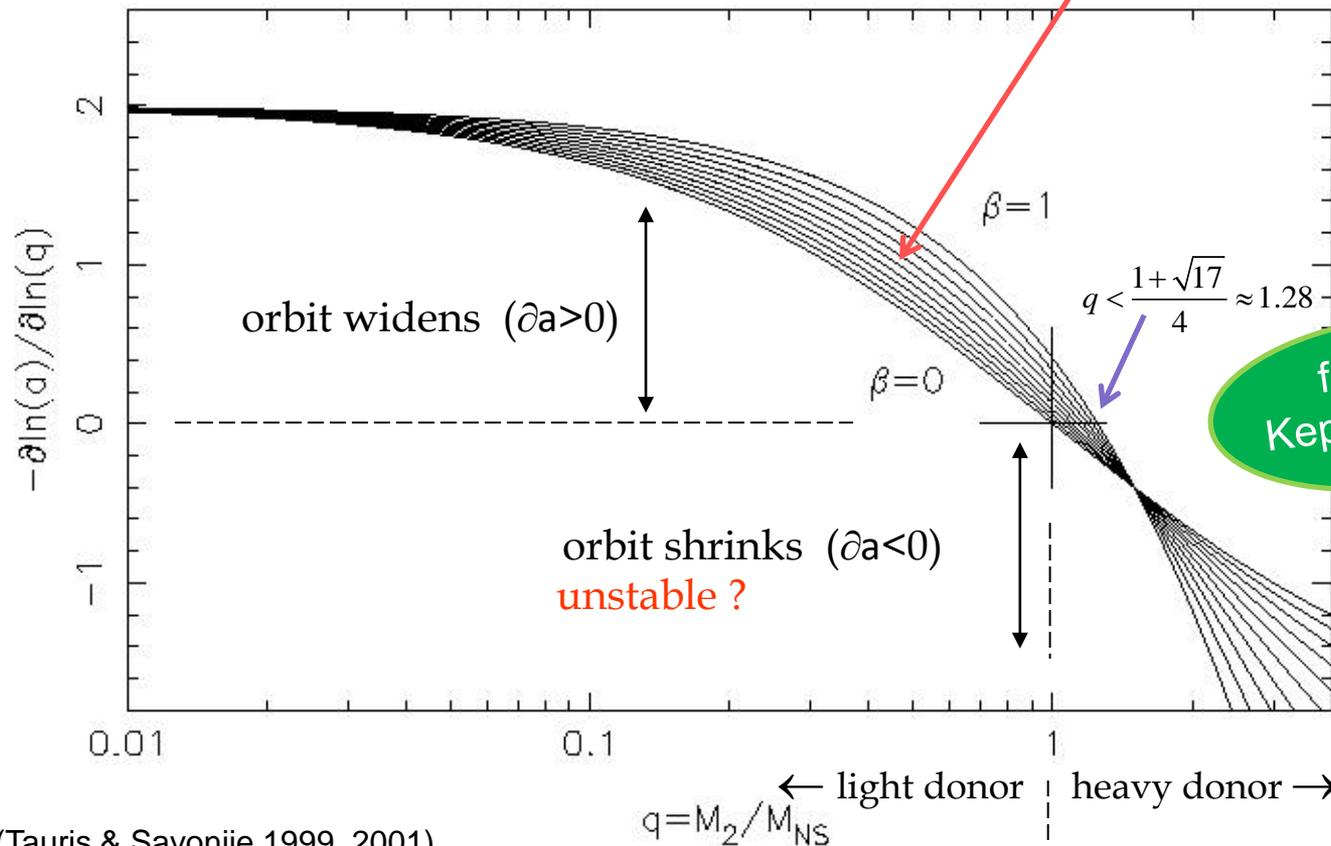 2
1
0
−1
−∂ln(a)/∂ln(q)
β=1
q < (1+√17)/4 ≈ 1.28
orbit widens (∂a>0)
β=0
orbit shrinks (∂a<0)
unstable ?
0.01 0.1 1
← light donor heavy donor →
q=M₂/M_NS
(Tauris & Savonije 1999, 2001)